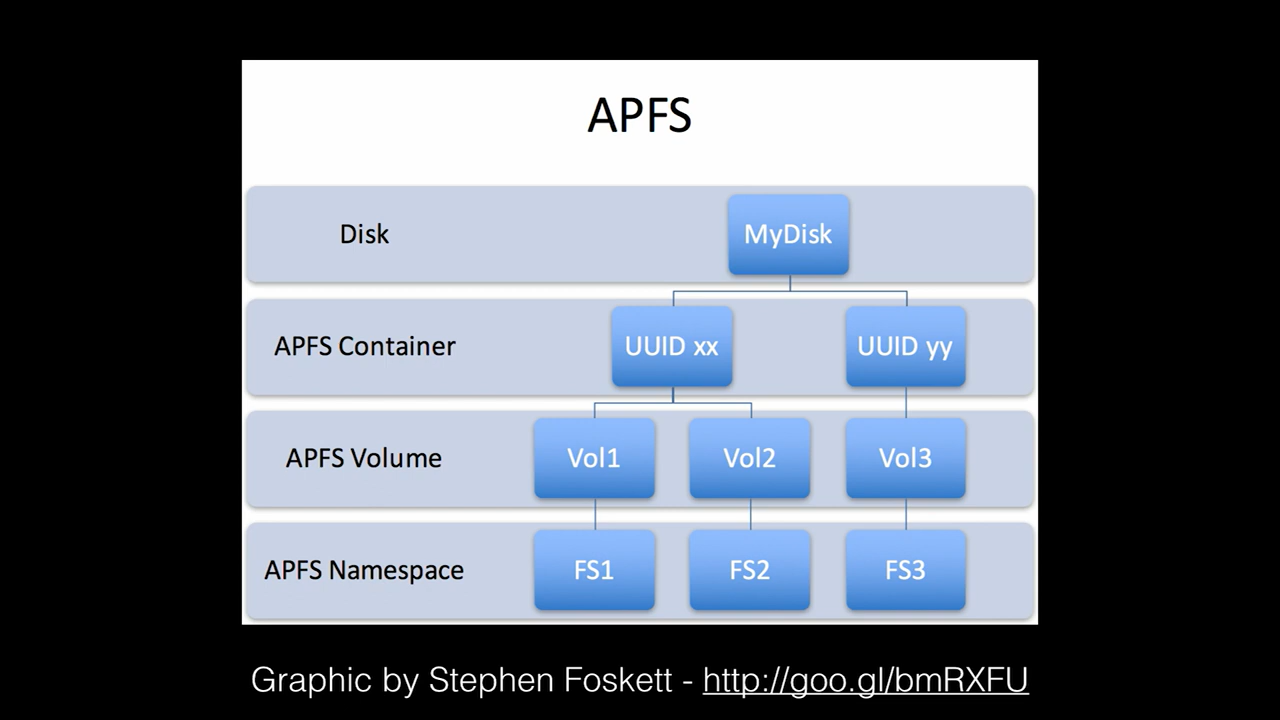 APFS
Disk
MyDisk
APFS Container
UUID xx
UUID yy
APFS Volume
Vol1
Vol2
Vol3
APFS Namespace
FS1
FS2
FS3
Graphic by Stephen Foskett - http://goo.gl/bmRXFU